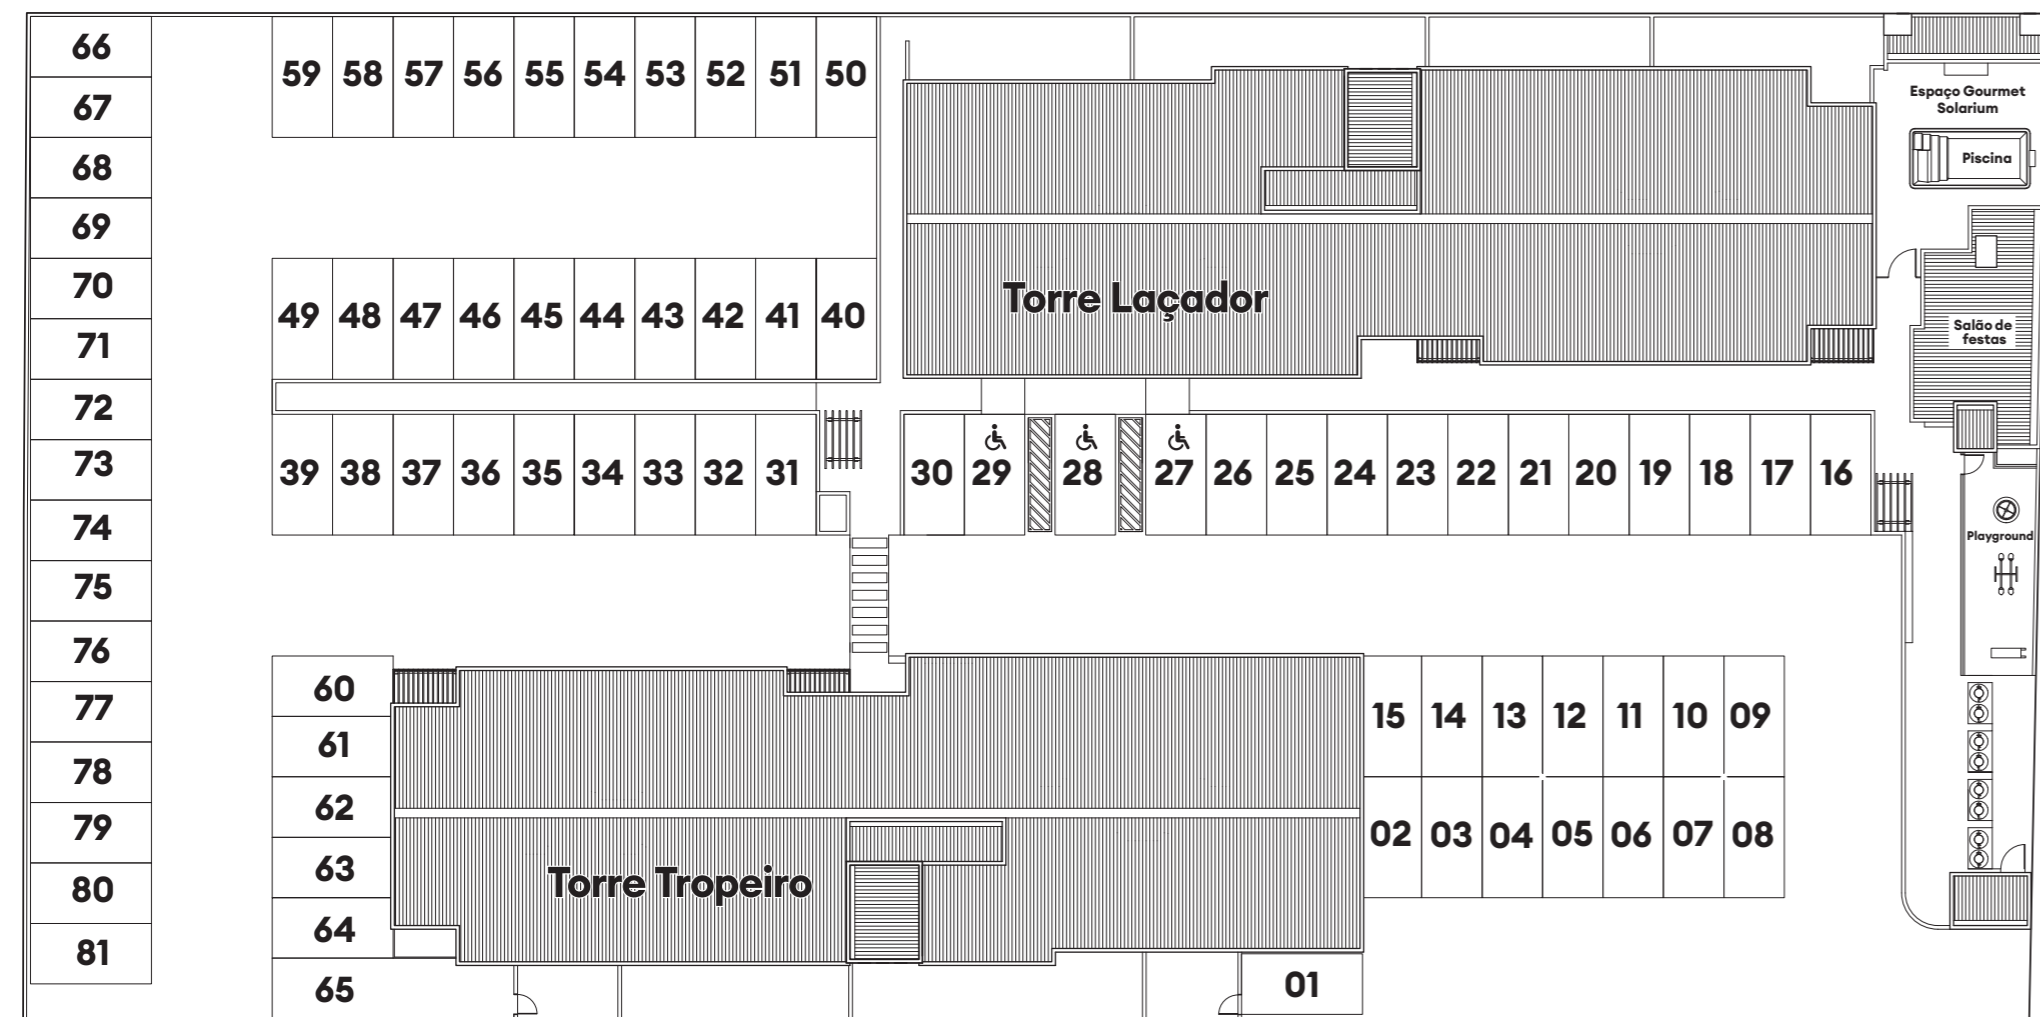 66
67
68
69
70
71
72
73
74
75
76
77
78
79
80
81
59 58 57 56 55 54 53 52 51 50
49 48 47 46 45 44 43 42 41 40
39 38 37 36 35 34 33 32 31
30 29 28 27 26 25 24 23 22 21 20 19 18 17 16
Torre Laçador
Espaço Gourmet
Solarium
Piscina
Salão de
festas
Playground
60
61
62
63
64
65
Torre Tropeiro
15 14 13 12 11 10 09
02 03 04 05 06 07 08
01